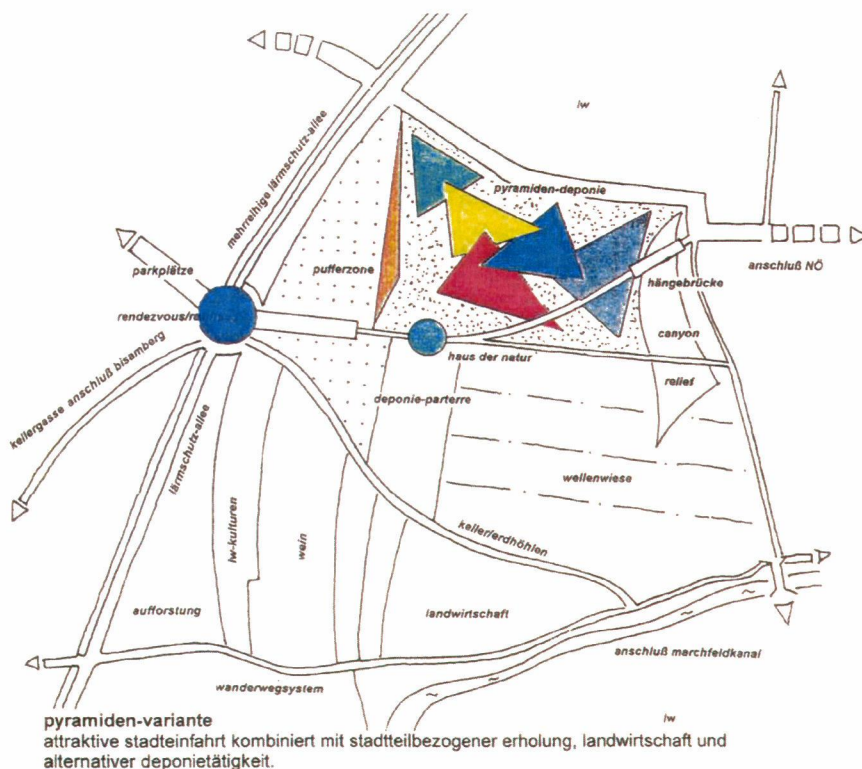 lw
mehrreihige lärmschutz-allee
pyramiden-deponie
parkplätze
pufferzone
anschluß NÖ
hängebrücke
rendezvous/
canyon
haus der natur
kellergasse anschluß bisamberg
relief
deponie-parterre
lärmschutz-allee
wellenwiese
lw-kulturen
wein
keller/erdhöhlen
aufforstung
landwirtschaft
anschluß marchfeldkanal
wanderwegsystem
lw
pyramiden-variante
attraktive stadteinfahrt kombiniert mit stadtteilbezogener erholung, landwirtschaft und
alternativer deponietätigkeit.